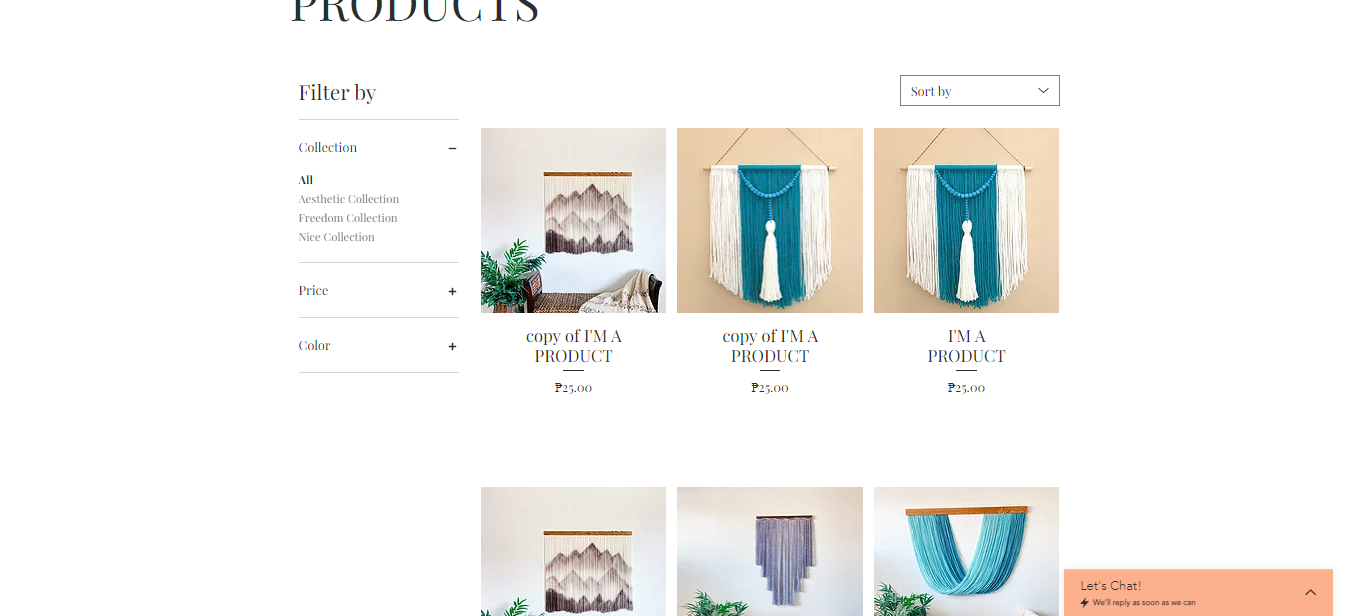 PRODUCTS
Filter by
Sort by
Collection
All
Aesthetic Collection
Freedom Collection
Nice Collection
Price
Color
copy of I'M A
PRODUCT
₱25.00
copy of I'M A
PRODUCT
₱25.00
I'M A
PRODUCT
₱25.00
Let's Chat!
We'll reply as soon as we can